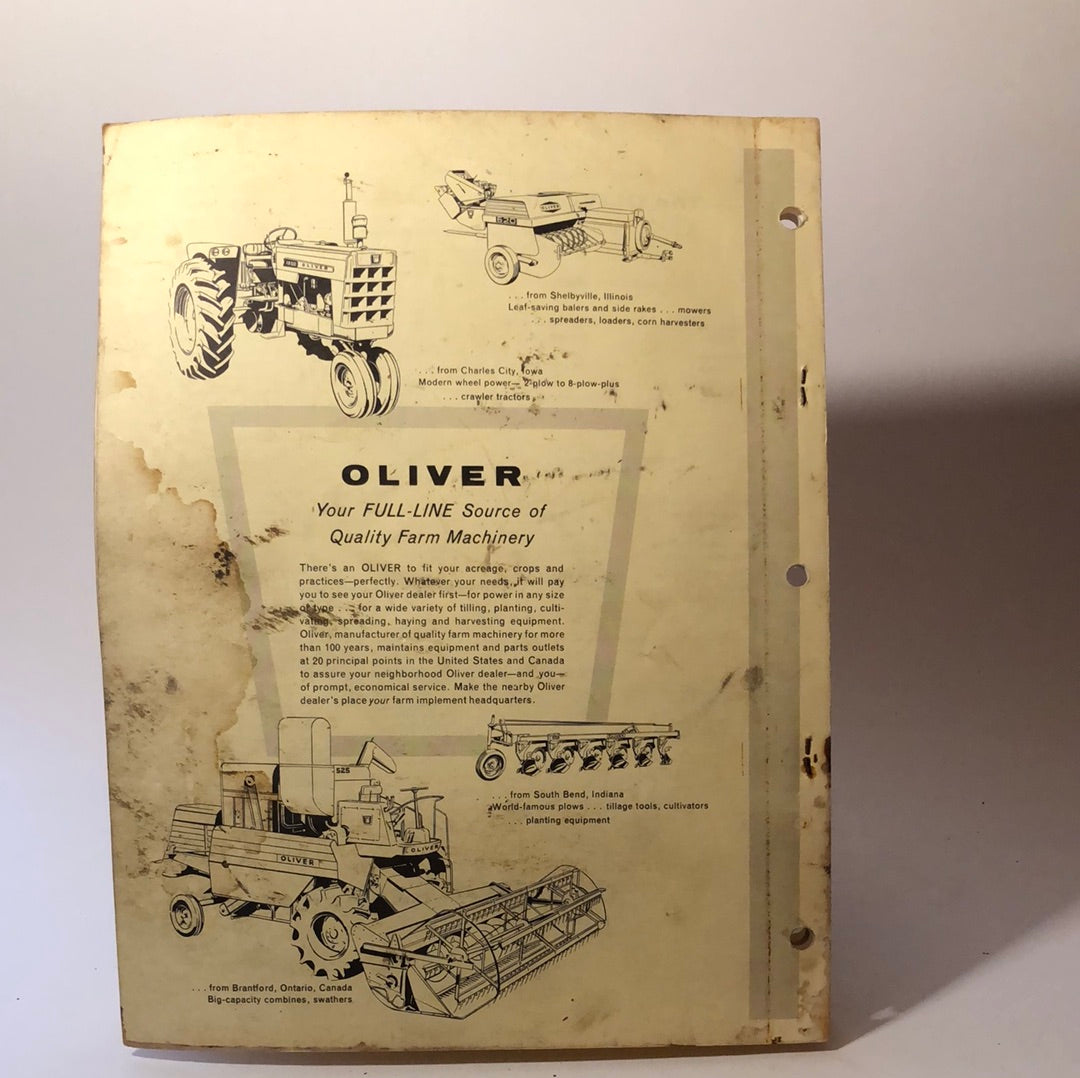 OLIVER
620
OLIVER
. . . from Shelbyville, Illinois
Leaf-saving balers and side rakes . . . mowers
. . . spreaders, loaders, corn harvesters
. . . from Charles City, Iowa
Modern wheel power—2-plow to 8-plow-plus
. . . crawler tractors
OLIVER
Your FULL-LINE Source of
Quality Farm Machinery
There's an OLIVER to fit your acreage, crops and
practices—perfectly. Whatever your needs, it will pay
you to see your Oliver dealer first—for power in any size
or type . . . for a wide variety of tilling, planting, culti-
vating, spreading, haying and harvesting equipment.
Oliver, manufacturer of quality farm machinery for more
than 100 years, maintains equipment and parts outlets
at 20 principal points in the United States and Canada
to assure your neighborhood Oliver dealer—and you—
of prompt, economical service. Make the nearby Oliver
dealer's place your farm implement headquarters.
525
. . . from South Bend, Indiana
World-famous plows . . . tillage tools, cultivators
. . . planting equipment
OLIVER
OLIVER
. . . from Brantford, Ontario, Canada
Big-capacity combines, swathers